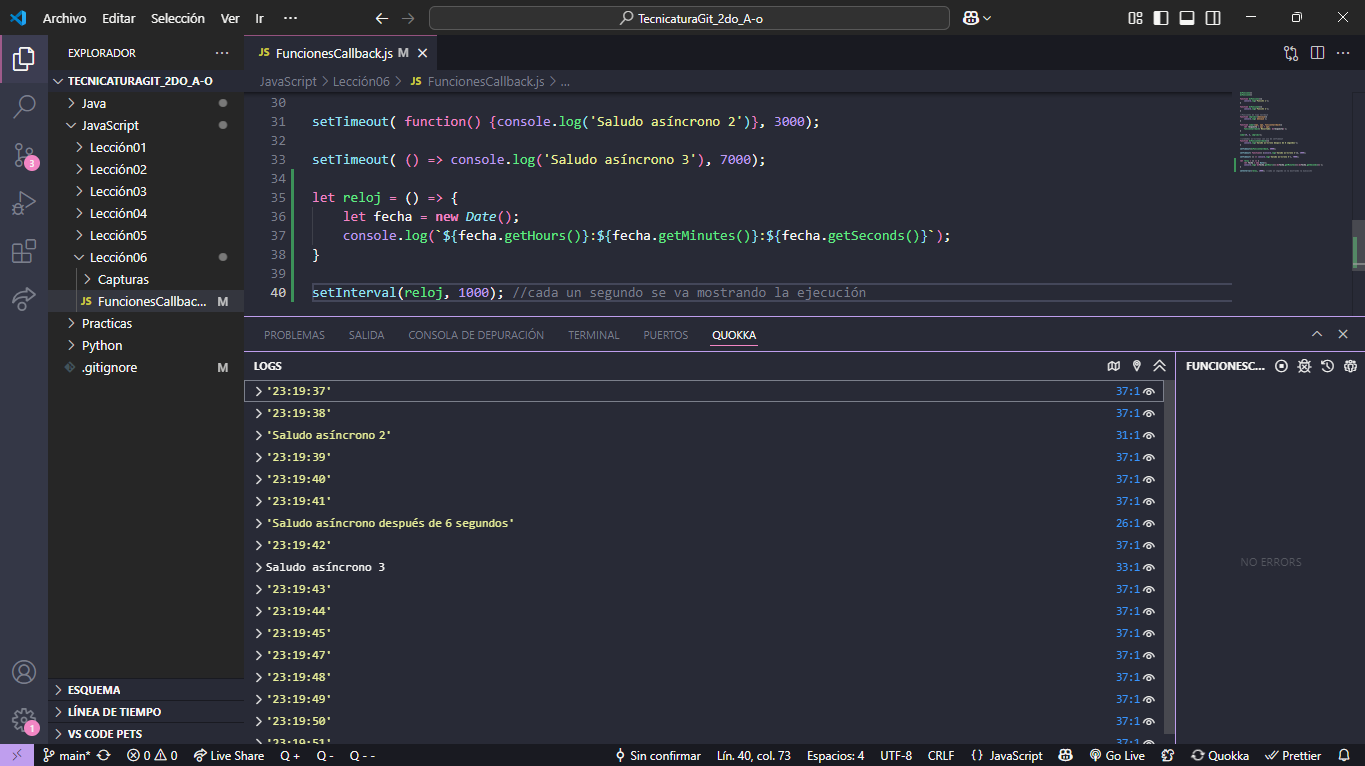 Archivo Editar Selección Ver Ir ···
TecnicaturaGit_2do_A-o
EXPLORADOR ···
TECNICATURAGIT_2DO_A-O
Java
JavaScript
Lección01
Lección02
Lección03
Lección04
Lección05
Lección06
Capturas
JS FuncionesCallbac... M
Practicas
Python
.gitignore M
ESQUEMA
LÍNEA DE TIEMPO
VS CODE PETS
3
1
JS FuncionesCallback.js M
JavaScript > Lección06 > JS FuncionesCallback.js > ...
30
31 setTimeout( function() {console.log('Saludo asíncrono 2')}, 3000);
32
33 setTimeout( () => console.log('Saludo asíncrono 3'), 7000);
34
35 let reloj = () => {
36 let fecha = new Date();
37 console.log(`${fecha.getHours()}:${fecha.getMinutes()}:${fecha.getSeconds()}`);
38 }
39
40 setInterval(reloj, 1000); //cada un segundo se va mostrando la ejecución
PROBLEMAS SALIDA CONSOLA DE DEPURACIÓN TERMINAL PUERTOS QUOKKA
LOGS
'23:19:37' 37:1
'23:19:38' 37:1
'Saludo asíncrono 2' 31:1
'23:19:39' 37:1
'23:19:40' 37:1
'23:19:41' 37:1
'Saludo asíncrono después de 6 segundos' 26:1
'23:19:42' 37:1
Saludo asíncrono 3 33:1
'23:19:43' 37:1
'23:19:44' 37:1
'23:19:45' 37:1
'23:19:47' 37:1
'23:19:48' 37:1
'23:19:49' 37:1
'23:19:50' 37:1
'23:19:51' 37:1
FUNCIONESC...
NO ERRORS
main* 0 0 Live Share Q + Q - Q - - Sin confirmar Lín. 40, col. 73 Espacios: 4 UTF-8 CRLF {} JavaScript Go Live Quokka Prettier